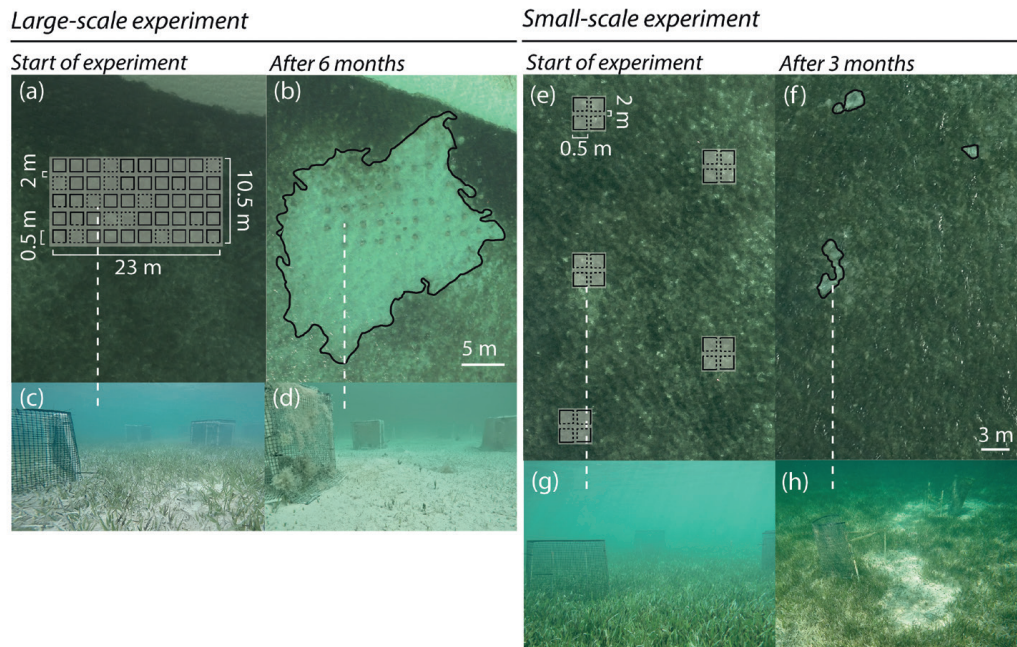 Large-scale experiment
Start of experiment
After 6 months
(a)
(b)
2 m
0.5 m
10.5 m
23 m
5 m
(c)
(d)
Small-scale experiment
Start of experiment
After 3 months
(e)
(f)
2 m
0.5 m
3 m
(g)
(h)